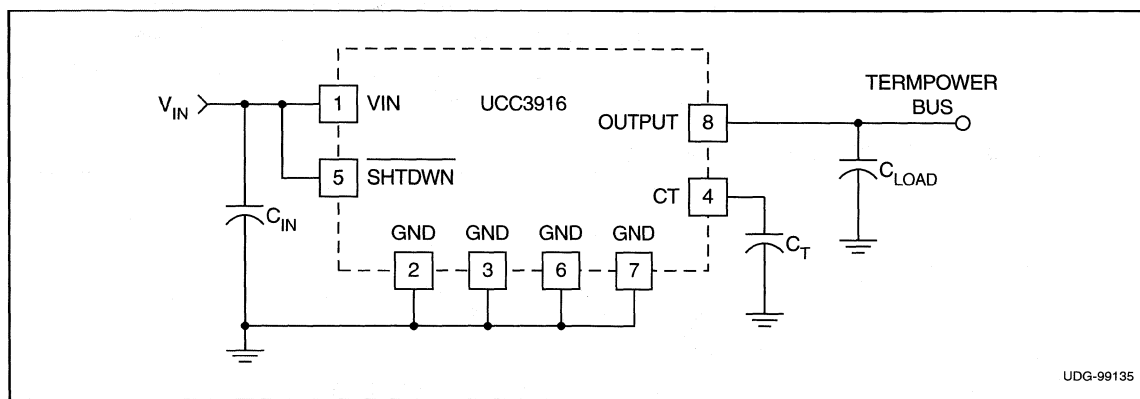 TERMPOWER
BUS
V_IN
1 VIN
UCC3916
OUTPUT 8
5 SHTDWN
C_LOAD
CT 4
C_IN
GND GND GND GND
2 3 6 7
C_T
UDG-99135